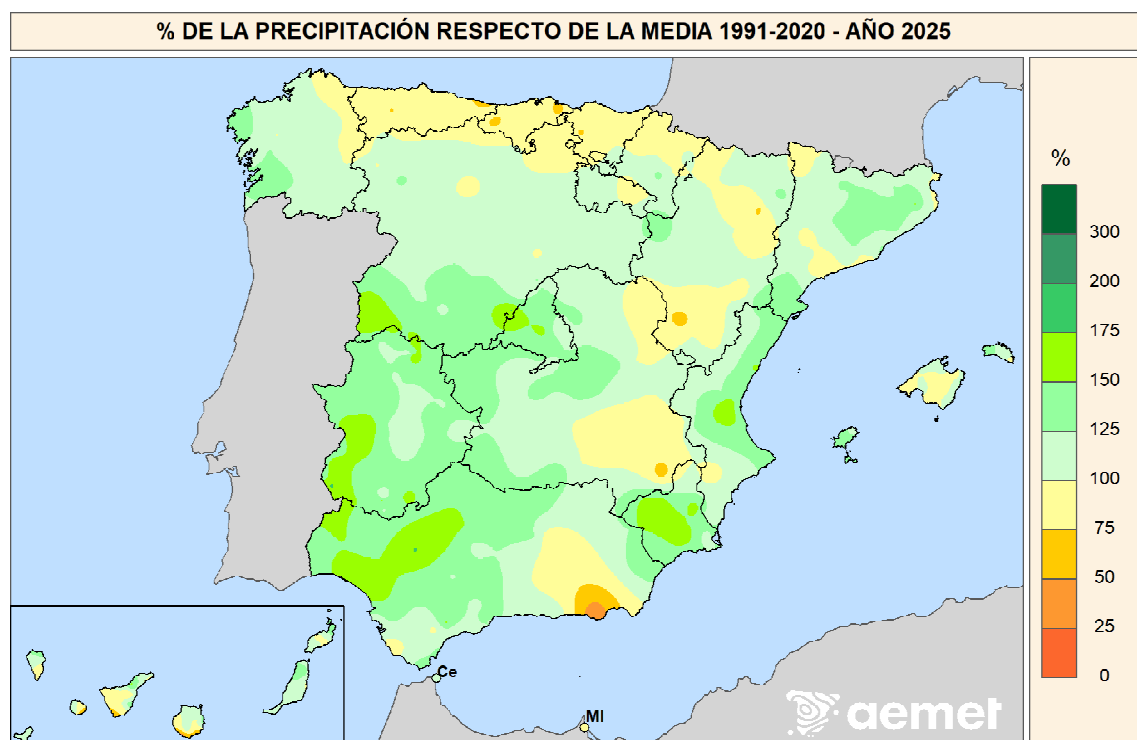 % DE LA PRECIPITACIÓN RESPECTO DE LA MEDIA 1991-2020 - AÑO 2025
%
300
200
175
150
125
100
75
50
25
0
Ce
Ml
aemet